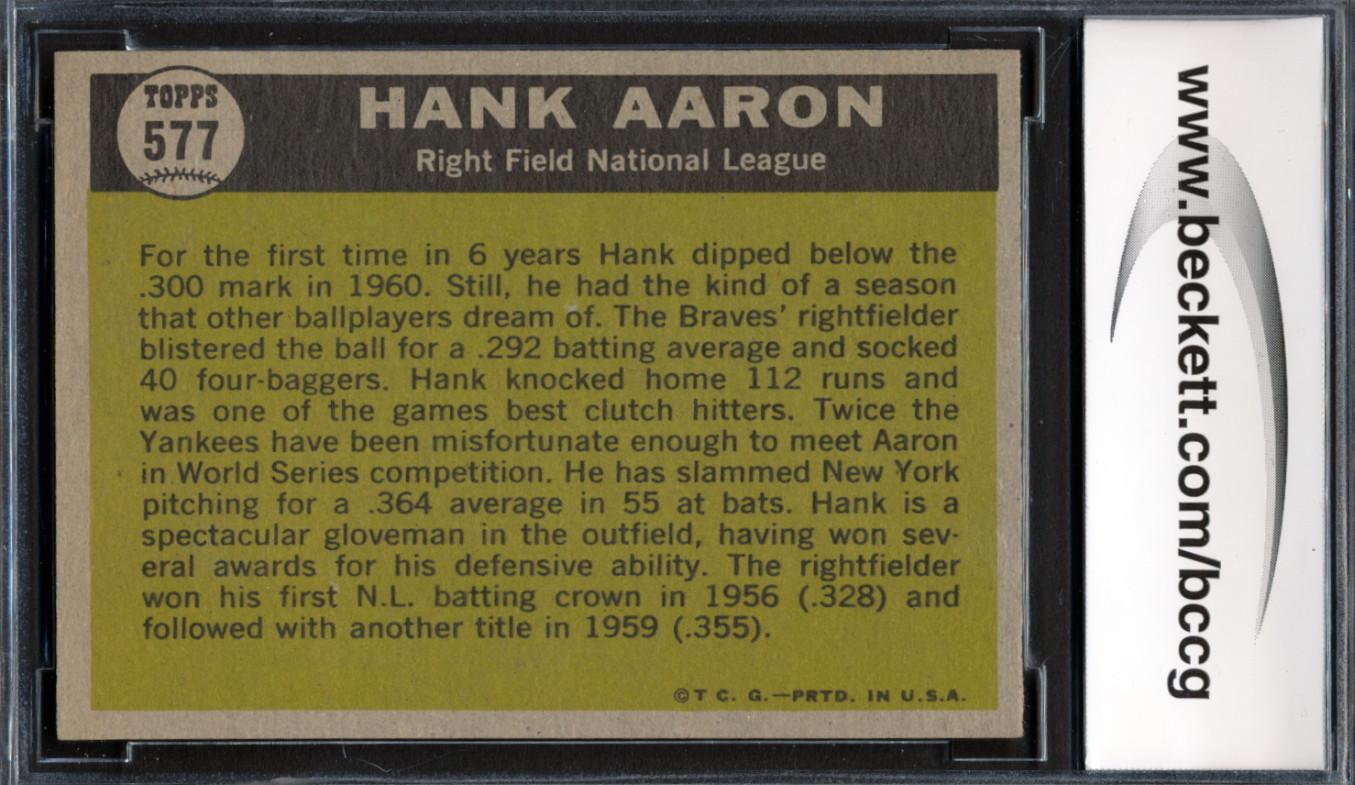 TOPPS
577
HANK AARON
Right Field National League
For the first time in 6 years Hank dipped below the
.300 mark in 1960. Still, he had the kind of a season
that other ballplayers dream of. The Braves' rightfielder
blistered the ball for a .292 batting average and socked
40 four-baggers. Hank knocked home 112 runs and
was one of the games best clutch hitters. Twice the
Yankees have been misfortunate enough to meet Aaron
in World Series competition. He has slammed New York
pitching for a .364 average in 55 at bats. Hank is a
spectacular gloveman in the outfield, having won sev-
eral awards for his defensive ability. The rightfielder
won his first N.L. batting crown in 1956 (.328) and
followed with another title in 1959 (.355).
©T C. G.—PRTD. IN U.S.A.
www.beckett.com/bccg